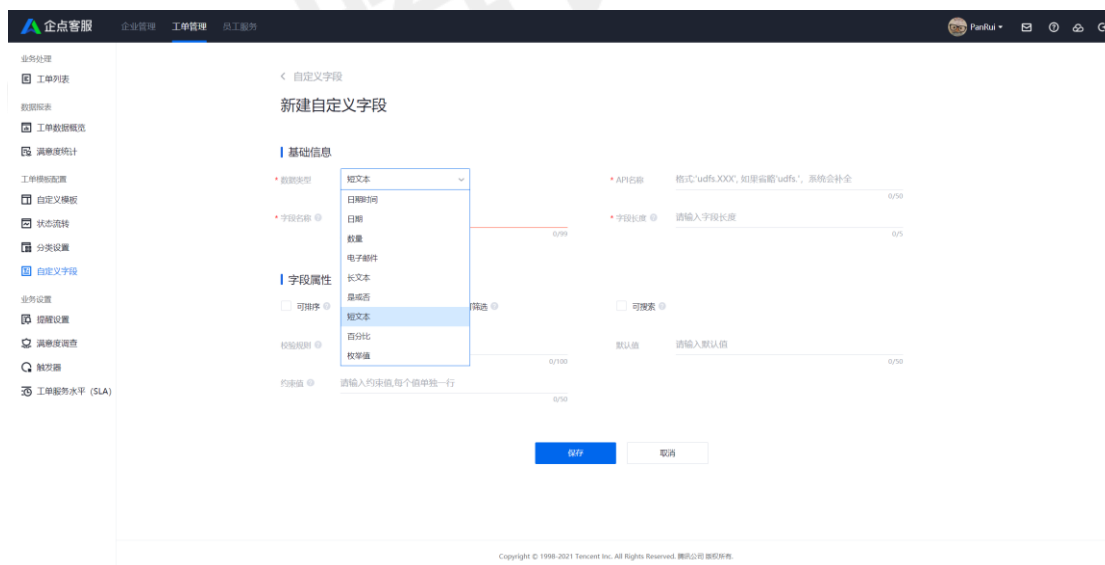 企点客服 企业管理 工单管理 员工服务 PanRui
业务处理
工单列表
数据报表
工单数据概览
满意度统计
工单模板配置
自定义模板
状态流转
分类设置
自定义字段
业务设置
提醒设置
满意度调查
触发器
工单服务水平（SLA）
自定义字段
新建自定义字段
基础信息
* 数据类型 短文本
* API名称 格式:'udfs.XXX', 如果省略'udfs.'，系统会补全
0/50
* 字段名称
0/99
* 字段长度 请输入字段长度
0/5
日期时间
日期
数量
电子邮件
长文本
是或否
短文本
百分比
枚举值
字段属性
可排序 筛选 可搜索
校验规则
0/100
默认值 请输入默认值
0/50
约束值 请输入约束值,每个值单独一行
0/50
保存 取消
Copyright © 1998-2021 Tencent Inc. All Rights Reserved. 腾讯公司 版权所有.